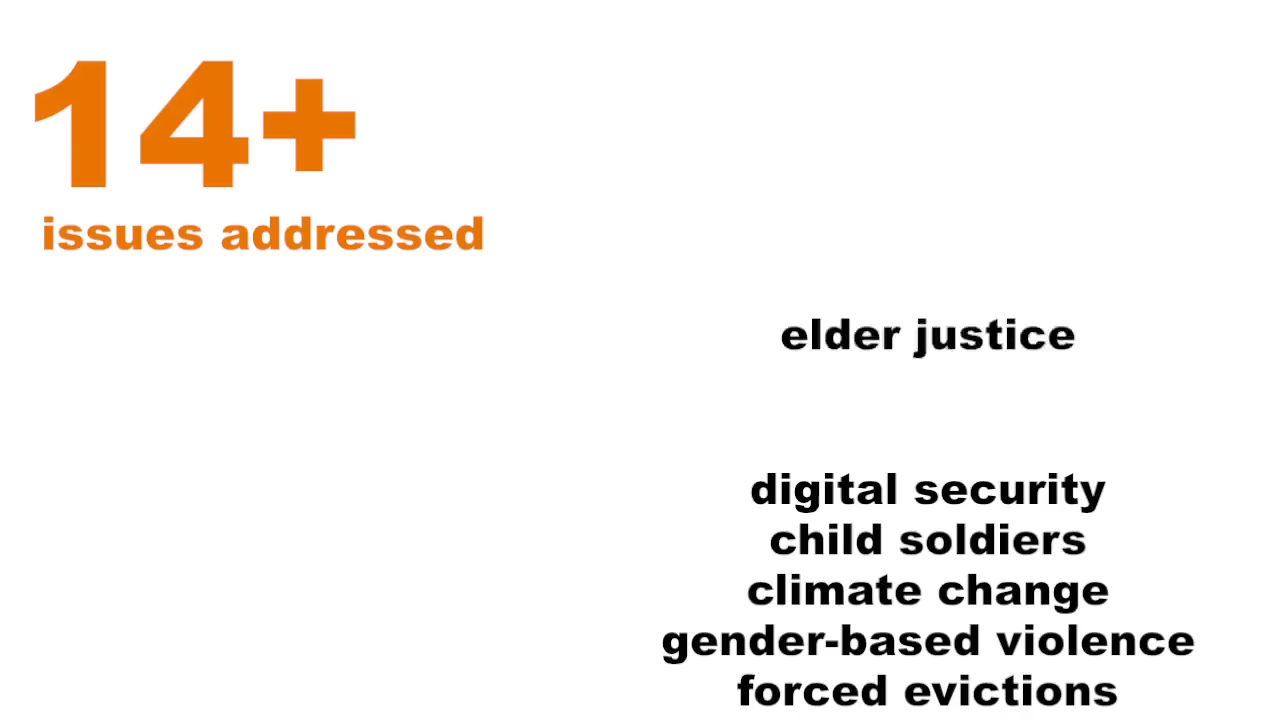 14+
issues addressed
elder justice
digital security
child soldiers
climate change
gender-based violence
forced evictions